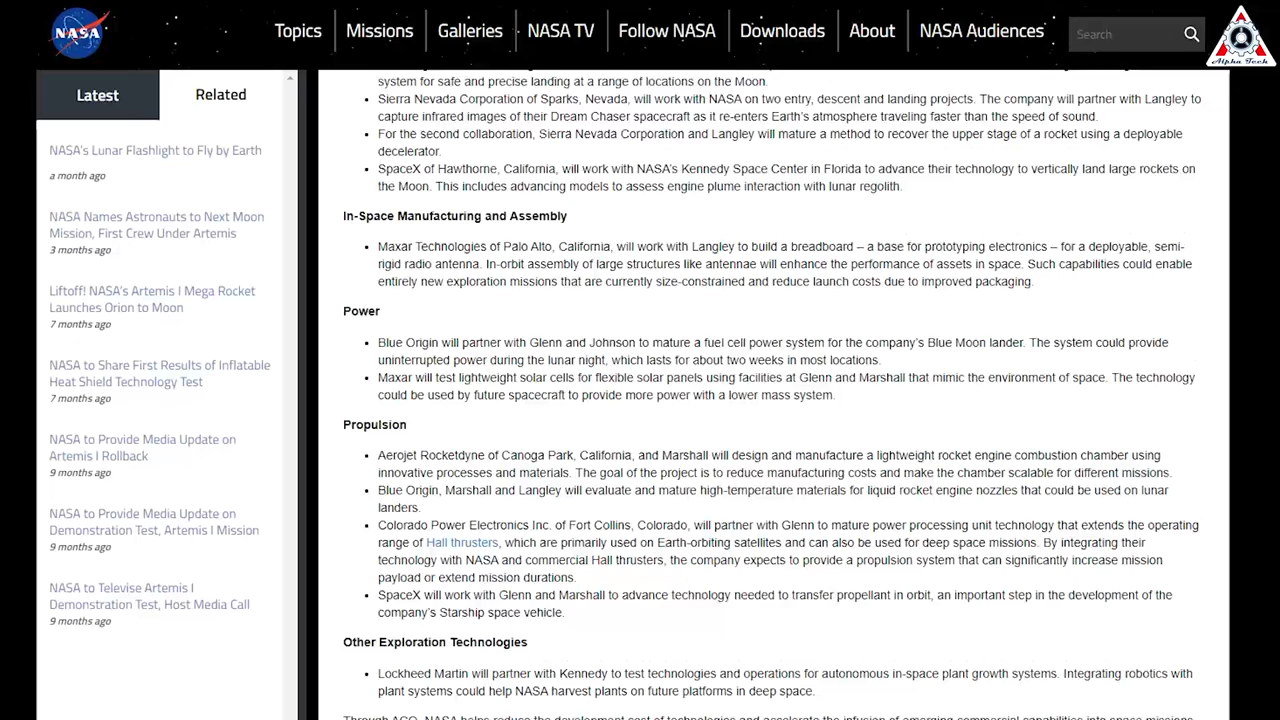 NASA
Topics
Missions
Galleries
NASA TV
Follow NASA
Downloads
About
NASA Audiences
Search
Alpha Tech
Latest
Related
NASA's Lunar Flashlight to Fly by Earth
a month ago
NASA Names Astronauts to Next Moon
Mission, First Crew Under Artemis
3 months ago
Liftoff! NASA's Artemis I Mega Rocket
Launches Orion to Moon
7 months ago
NASA to Share First Results of Inflatable
Heat Shield Technology Test
7 months ago
NASA to Provide Media Update on
Artemis I Rollback
9 months ago
NASA to Provide Media Update on
Demonstration Test, Artemis I Mission
9 months ago
NASA to Televise Artemis I
Demonstration Test, Host Media Call
9 months ago
system for safe and precise landing at a range of locations on the Moon.
• Sierra Nevada Corporation of Sparks, Nevada, will work with NASA on two entry, descent and landing projects. The company will partner with Langley to
capture infrared images of their Dream Chaser spacecraft as it re-enters Earth's atmosphere traveling faster than the speed of sound.
• For the second collaboration, Sierra Nevada Corporation and Langley will mature a method to recover the upper stage of a rocket using a deployable
decelerator.
• SpaceX of Hawthorne, California, will work with NASA's Kennedy Space Center in Florida to advance their technology to vertically land large rockets on
the Moon. This includes advancing models to assess engine plume interaction with lunar regolith.
In-Space Manufacturing and Assembly
• Maxar Technologies of Palo Alto, California, will work with Langley to build a breadboard – a base for prototyping electronics – for a deployable, semi-
rigid radio antenna. In-orbit assembly of large structures like antennae will enhance the performance of assets in space. Such capabilities could enable
entirely new exploration missions that are currently size-constrained and reduce launch costs due to improved packaging.
Power
• Blue Origin will partner with Glenn and Johnson to mature a fuel cell power system for the company's Blue Moon lander. The system could provide
uninterrupted power during the lunar night, which lasts for about two weeks in most locations.
• Maxar will test lightweight solar cells for flexible solar panels using facilities at Glenn and Marshall that mimic the environment of space. The technology
could be used by future spacecraft to provide more power with a lower mass system.
Propulsion
• Aerojet Rocketdyne of Canoga Park, California, and Marshall will design and manufacture a lightweight rocket engine combustion chamber using
innovative processes and materials. The goal of the project is to reduce manufacturing costs and make the chamber scalable for different missions.
• Blue Origin, Marshall and Langley will evaluate and mature high-temperature materials for liquid rocket engine nozzles that could be used on lunar
landers.
• Colorado Power Electronics Inc. of Fort Collins, Colorado, will partner with Glenn to mature power processing unit technology that extends the operating
range of Hall thrusters, which are primarily used on Earth-orbiting satellites and can also be used for deep space missions. By integrating their
technology with NASA and commercial Hall thrusters, the company expects to provide a propulsion system that can significantly increase mission
payload or extend mission durations.
• SpaceX will work with Glenn and Marshall to advance technology needed to transfer propellant in orbit, an important step in the development of the
company's Starship space vehicle.
Other Exploration Technologies
• Lockheed Martin will partner with Kennedy to test technologies and operations for autonomous in-space plant growth systems. Integrating robotics with
plant systems could help NASA harvest plants on future platforms in deep space.
Through ACO, NASA helps reduce the development cost of technologies and accelerate the infusion of emerging commercial capabilities into space missions